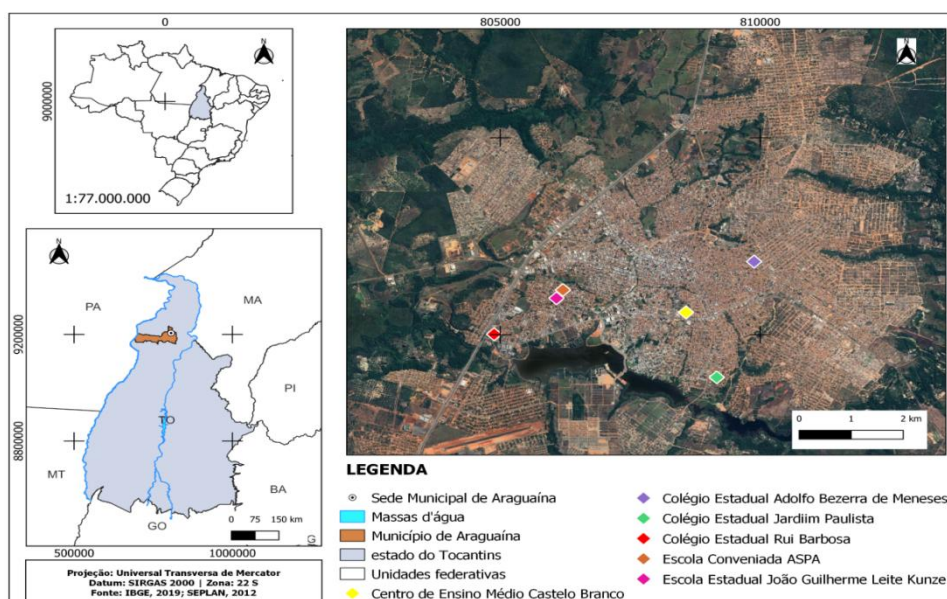 0
805000
810000
N
9000000
1:77.000.000
N
PA
MA
PI
TO
MT
BA
GO
G
9200000
8800000
0 75 150 km
5000000
1000000
N
0 1 2 km
LEGENDA
Sede Municipal de Araguaína
Massas d'água
Município de Araguaína
estado do Tocantins
Unidades federativas
Centro de Ensino Médio Castelo Branco
Colégio Estadual Adolfo Bezerra de Meneses
Colégio Estadual Jardiim Paulista
Colégio Estadual Rui Barbosa
Escola Conveniada ASPA
Escola Estadual João Guilherme Leite Kunze
Projeção: Universal Transversa de Mercator
Datum: SIRGAS 2000 | Zona: 22 S
Fonte: IBGE, 2019; SEPLAN, 2012